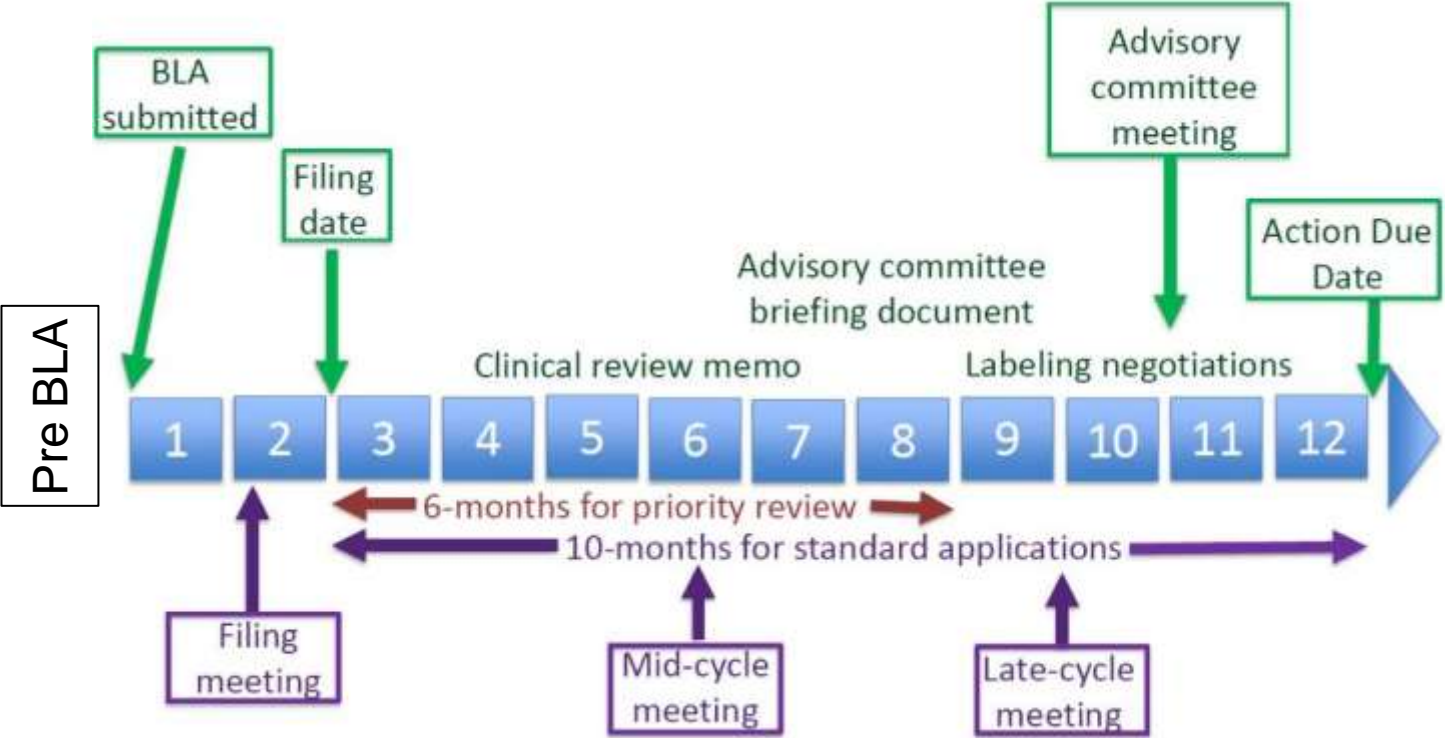 BLA
submitted
Filing
date
Advisory
committee
meeting
Action Due
Date
Advisory committee
briefing document
Clinical review memo
Labeling negotiations
Pre BLA
1 2 3 4 5 6 7 8 9 10 11 12
6-months for priority review
10-months for standard applications
Filing
meeting
Mid-cycle
meeting
Late-cycle
meeting